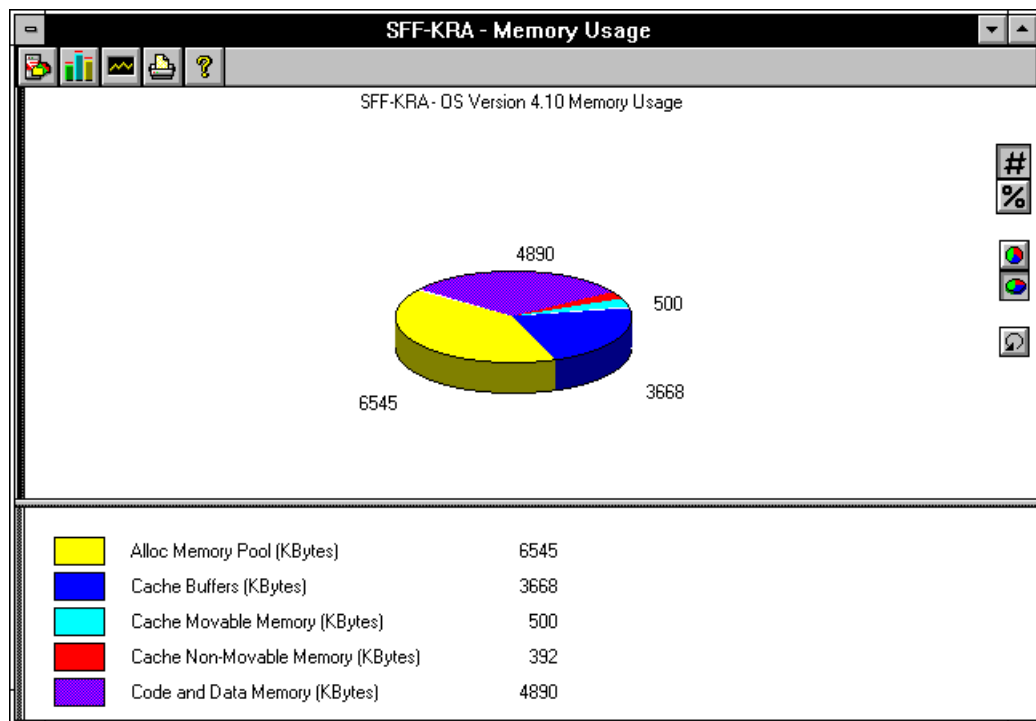 SFF-KRA - Memory Usage
SFF-KRA - OS Version 4.10 Memory Usage
#
%
4890
500
3668
6545
Alloc Memory Pool (KBytes) 6545
Cache Buffers (KBytes) 3668
Cache Movable Memory (KBytes) 500
Cache Non-Movable Memory (KBytes) 392
Code and Data Memory (KBytes) 4890